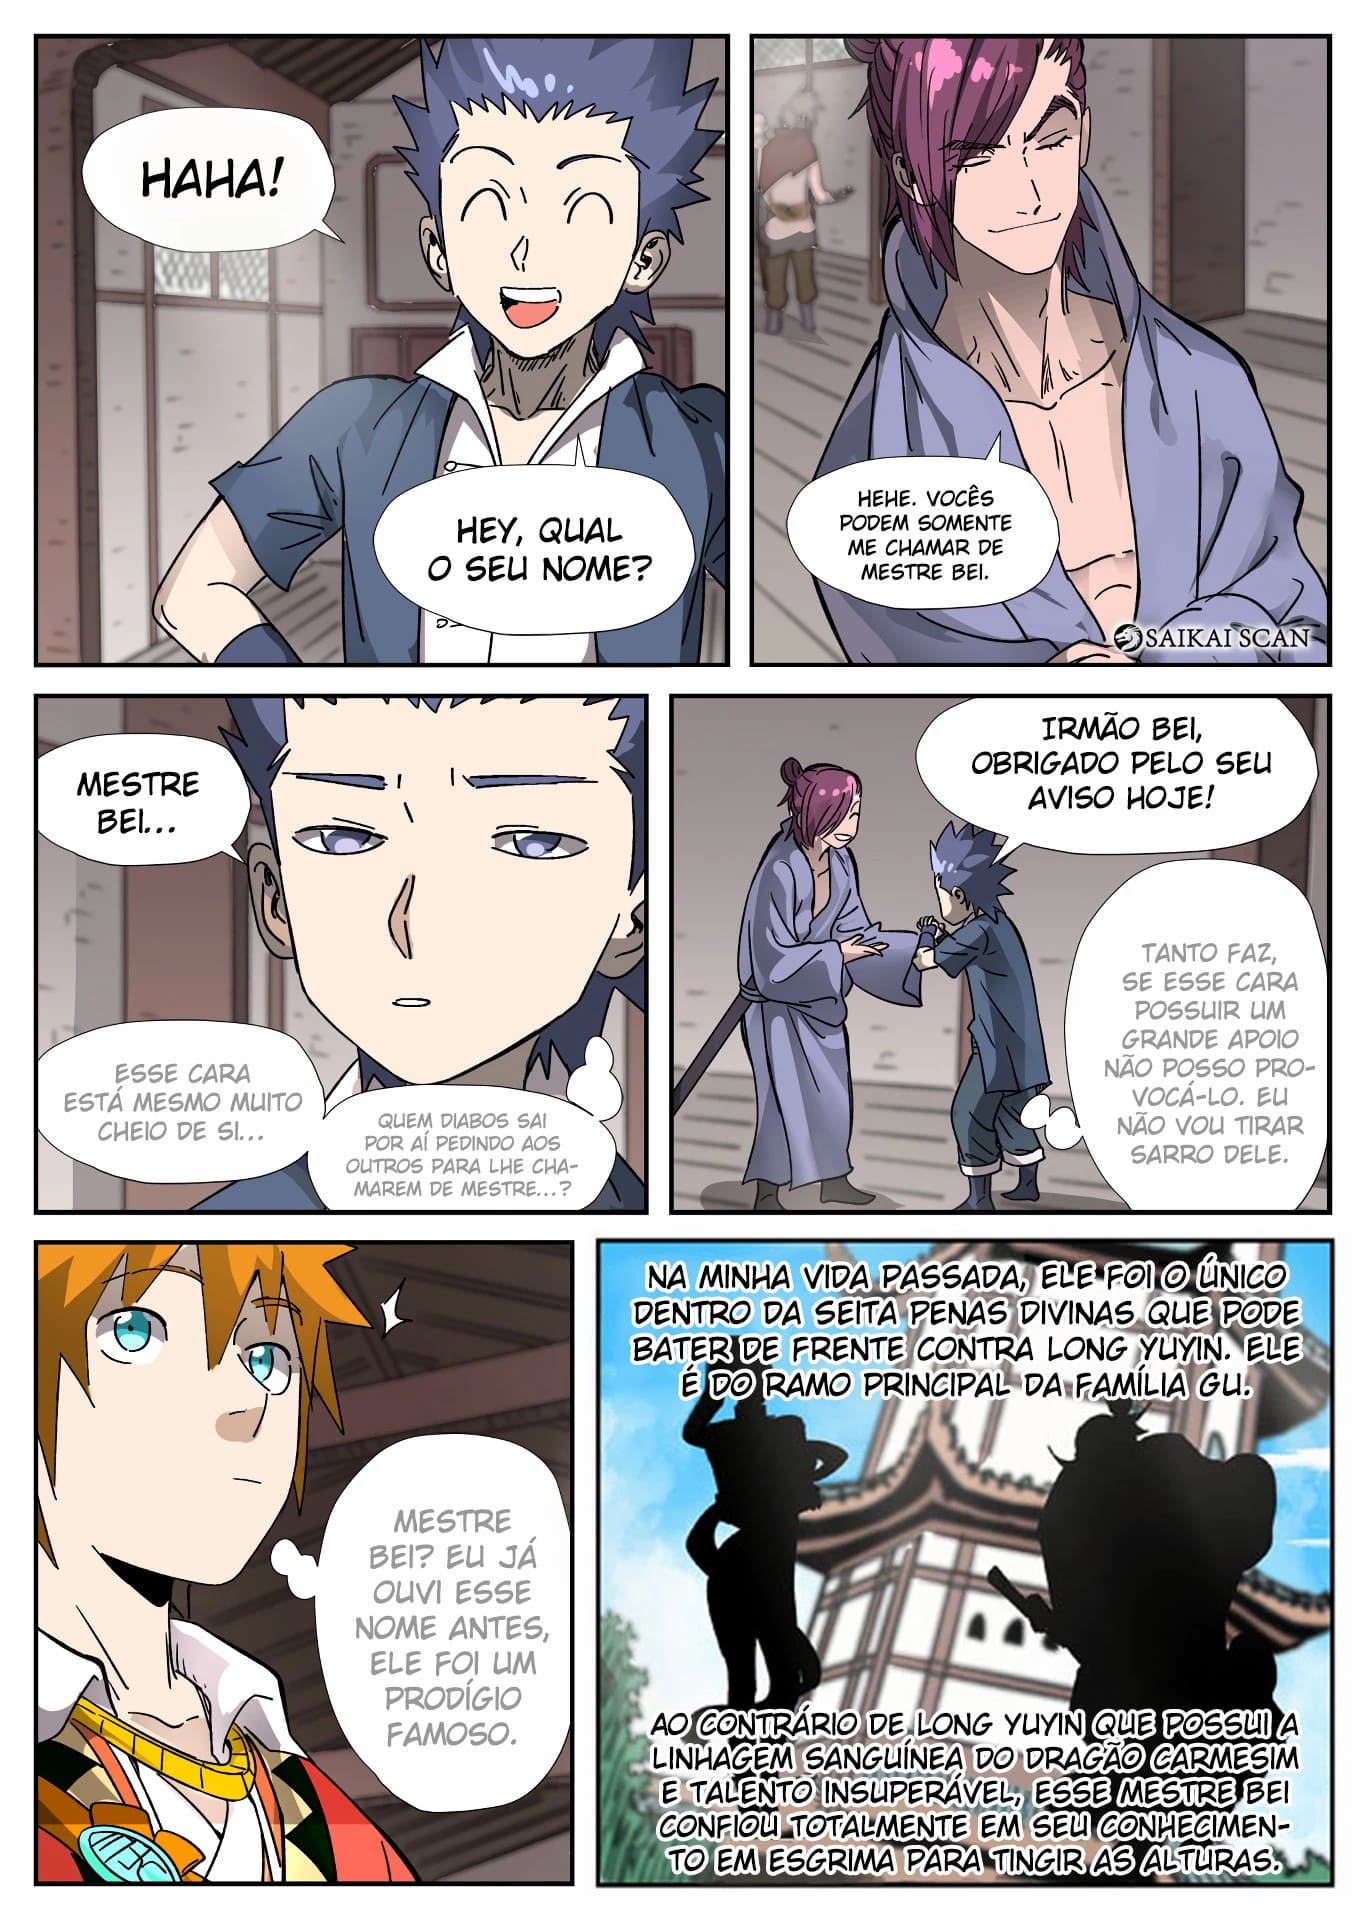 HAHA!
HEY, QUAL
O SEU NOME?
HEHE. VOCÊS
PODEM SOMENTE
ME CHAMAR DE
MESTRE BEI.
SAIKAI SCAN
MESTRE
BEI...
ESSE CARA
ESTÁ MESMO MUITO
CHEIO DE SI...
QUEM DIABOS SAI
POR AÍ PEDINDO AOS
OUTROS PARA LHE CHA-
MAREM DE MESTRE...?
IRMÃO BEI,
OBRIGADO PELO SEU
AVISO HOJE!
TANTO FAZ,
SE ESSE CARA
POSSUIR UM
GRANDE APOIO
NÃO POSSO PRO-
VOCÁ-LO. EU
NÃO VOU TIRAR
SARRO DELE.
MESTRE
BEI? EU JÁ
OUVI ESSE
NOME ANTES,
ELE FOI UM
PRODÍGIO
FAMOSO.
NA MINHA VIDA PASSADA, ELE FOI O ÚNICO
DENTRO DA SEITA PENAS DIVINAS QUE PODE
BATER DE FRENTE CONTRA LONG YUYIN. ELE
É DO RAMO PRINCIPAL DA FAMÍLIA GU.
AO CONTRÁRIO DE LONG YUYIN QUE POSSUI A
LINHAGEM SANGUÍNEA DO DRAGÃO CARMESIM
E TALENTO INSUPERÁVEL, ESSE MESTRE BEI
CONFIOU TOTALMENTE EM SEU CONHECIMEN-
TO EM ESGRIMA PARA TINGIR AS ALTURAS.